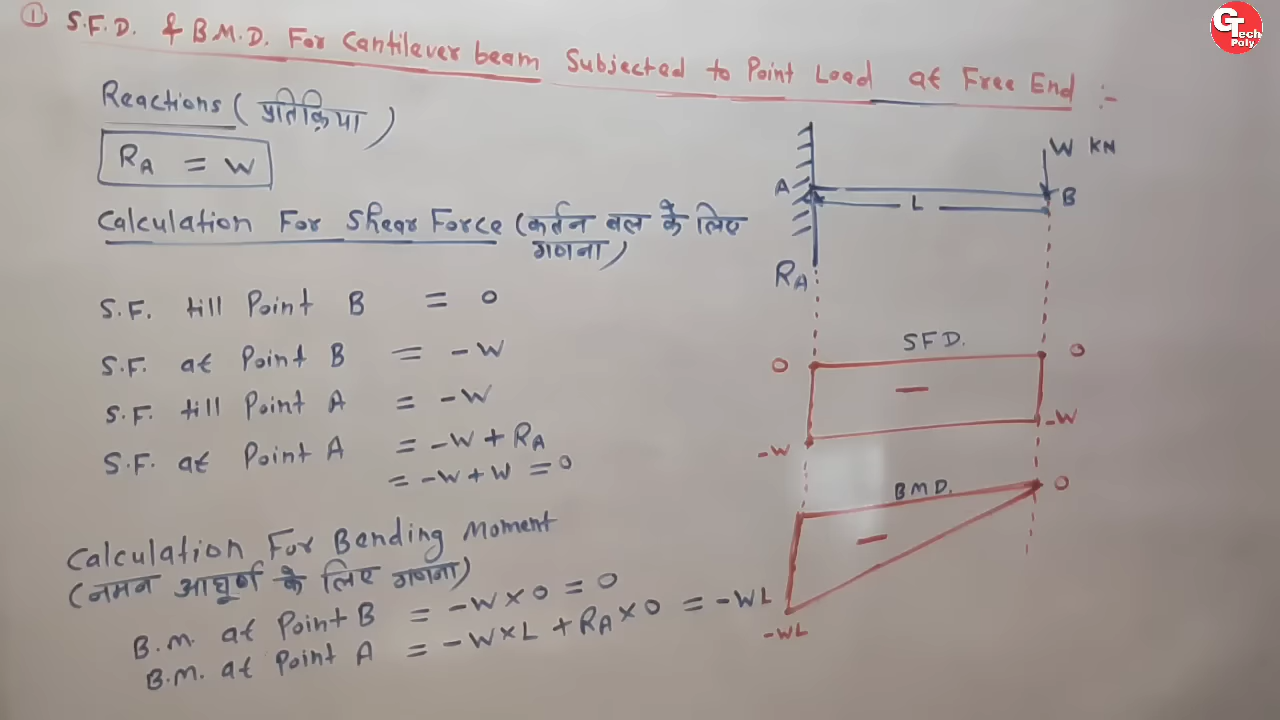 ① S.F.D. & B.M.D. For Cantilever beam Subjected to Point Load at Free End :-
GTech Poly
Reactions (प्रतिक्रिया)
RA = W
Calculation For Shear Force (कर्तन बल के लिए
गणना)
S.F. till Point B = 0
S.F. at Point B = -W
S.F. till Point A = -W
S.F. at Point A = -W + RA
= -W + W = 0
Calculation For Bending Moment
(नमन आघूर्ण के लिए गणना)
B.M. at Point B = -W × 0 = 0
B.M. at Point A = -W × L + RA × 0 = -WL
W KN
A B
L
RA
S F D.
0 0
-W -W
B M D.
0
-WL